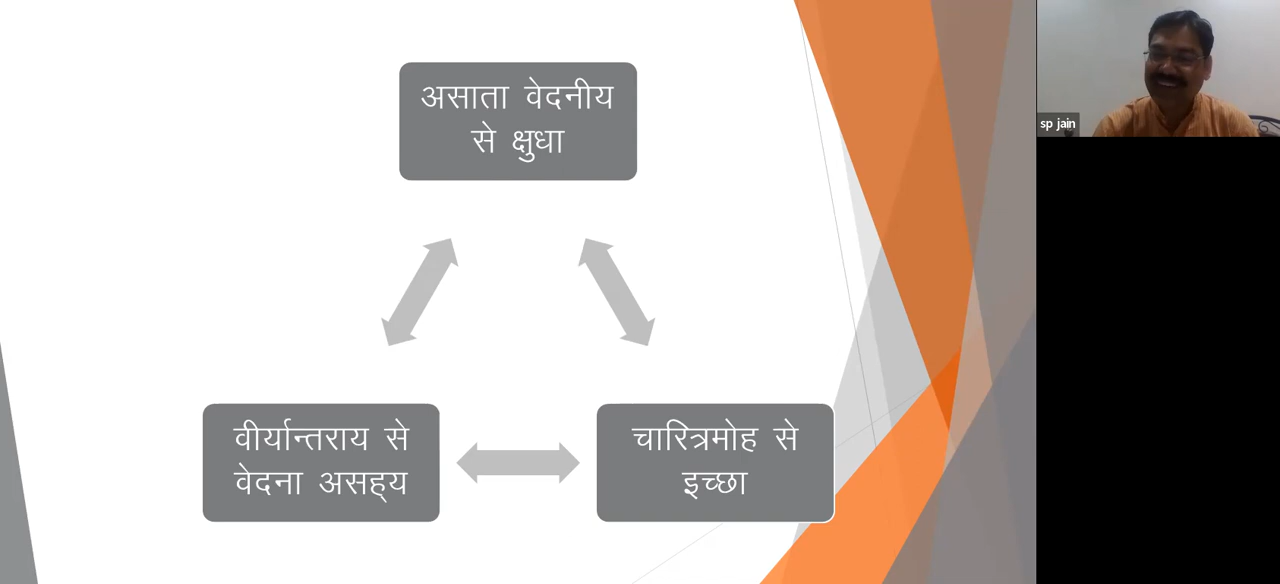 असाता वेदनीय
से क्षुधा
वीर्यान्तराय से
वेदना असह्य
चारित्रमोह से
इच्छा
sp jain